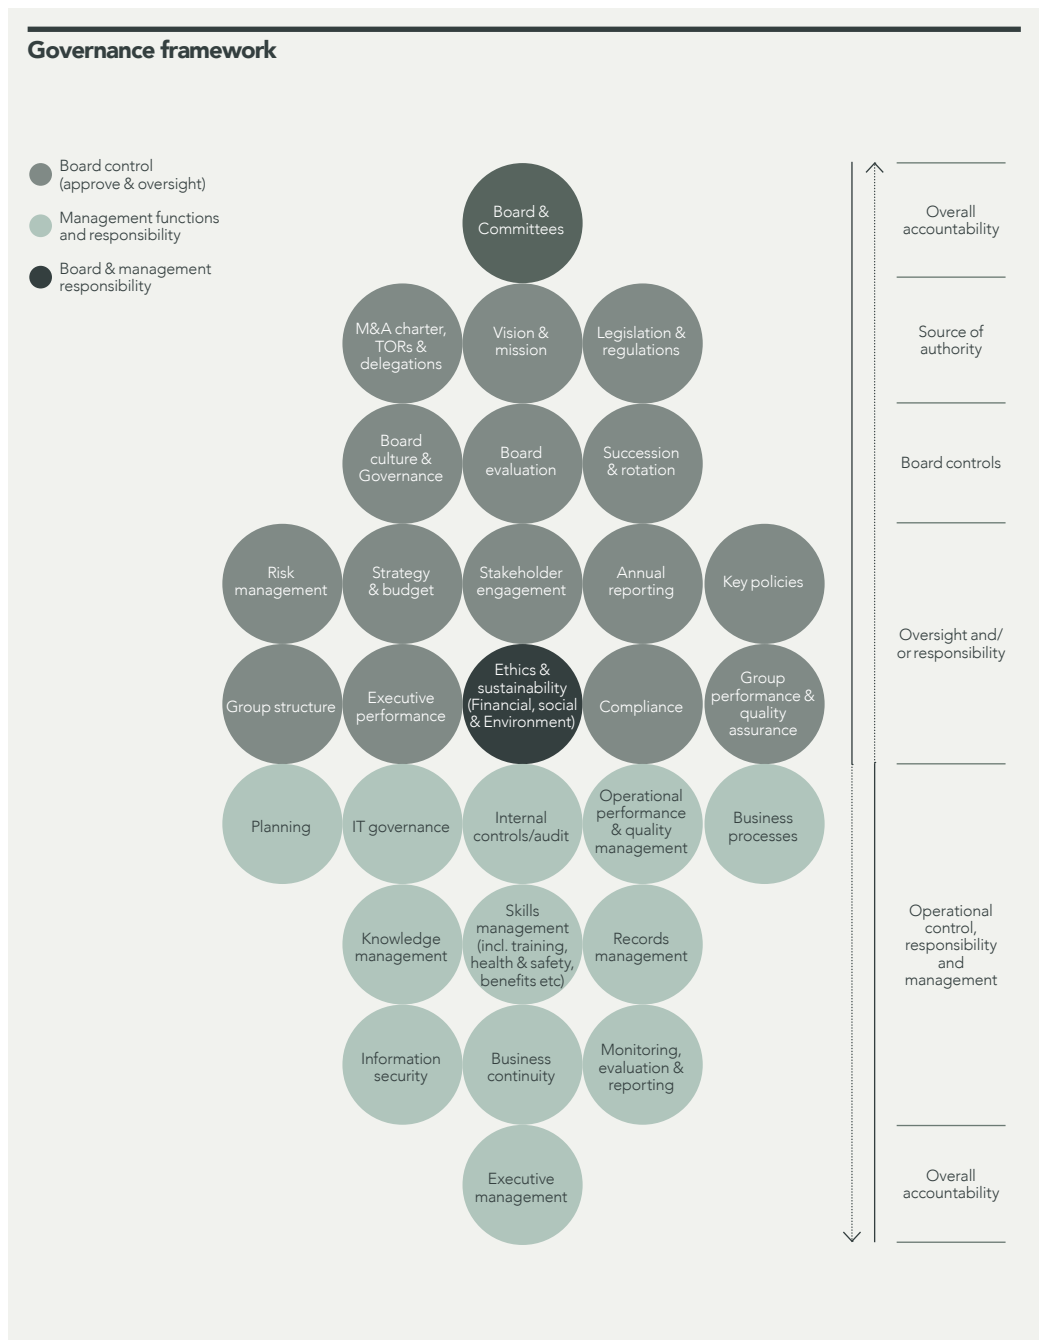 Governance framework
Board control
(approve & oversight)
Management functions
and responsibility
Board & management
responsibility
Board &
Committees
Overall
accountability
M&A charter,
TORs &
delegations
Vision &
mission
Legislation &
regulations
Source of
authority
Board
culture &
Governance
Board
evaluation
Succession
& rotation
Board controls
Risk
management
Strategy
& budget
Stakeholder
engagement
Annual
reporting
Key policies
Oversight and/
or responsibility
Group structure
Executive
performance
Ethics &
sustainability
(Financial, social
& Environment)
Compliance
Group
performance &
quality
assurance
Planning
IT governance
Internal
controls/audit
Operational
performance
& quality
management
Business
processes
Operational
control,
responsibility
and
management
Knowledge
management
Skills
management
(incl. training,
health & safety,
benefits etc)
Records
management
Information
security
Business
continuity
Monitoring,
evaluation &
reporting
Executive
management
Overall
accountability